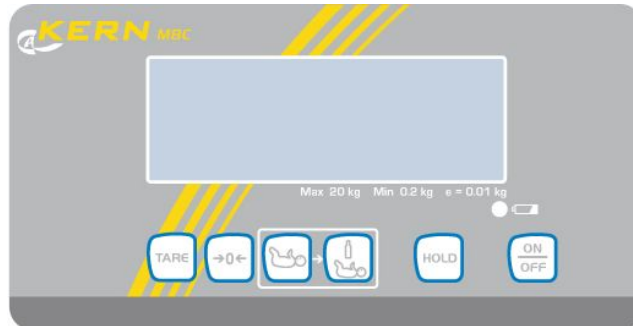 KERN MBC
Max 20 kg Min 0.2 kg e = 0.01 kg
TARE →0← HOLD ON
OFF